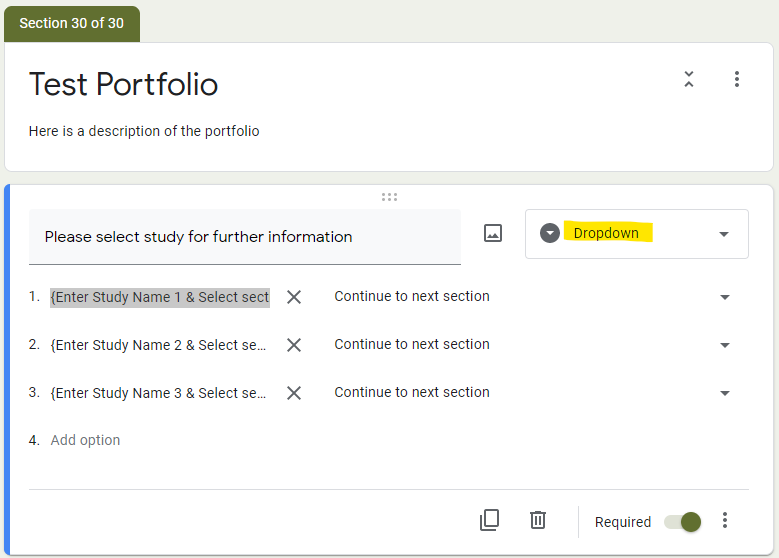 Section 30 of 30
Test Portfolio
Here is a description of the portfolio
Please select study for further information
Dropdown
1. {Enter Study Name 1 & Select sect
Continue to next section
2. {Enter Study Name 2 & Select se...
Continue to next section
3. {Enter Study Name 3 & Select se...
Continue to next section
4. Add option
Required